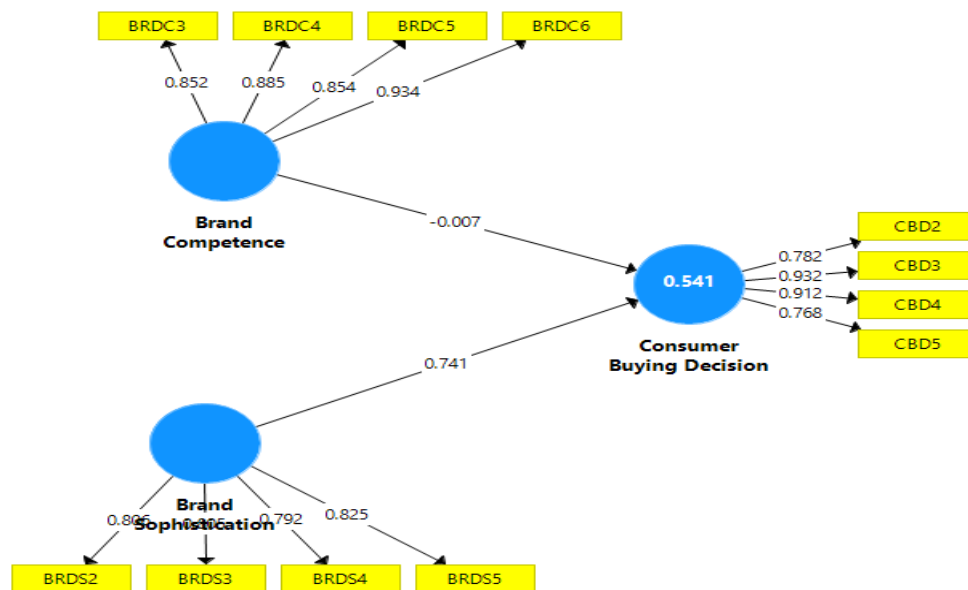 BRDC3
BRDC4
BRDC5
BRDC6
0.852
0.885
0.854
0.934
Brand
Competence
-0.007
CBD2
0.782
CBD3
0.932
0.541
0.912
CBD4
0.768
CBD5
Consumer
Buying Decision
0.741
Brand
Sophistication
0.792
0.825
BRDS2
BRDS3
BRDS4
BRDS5